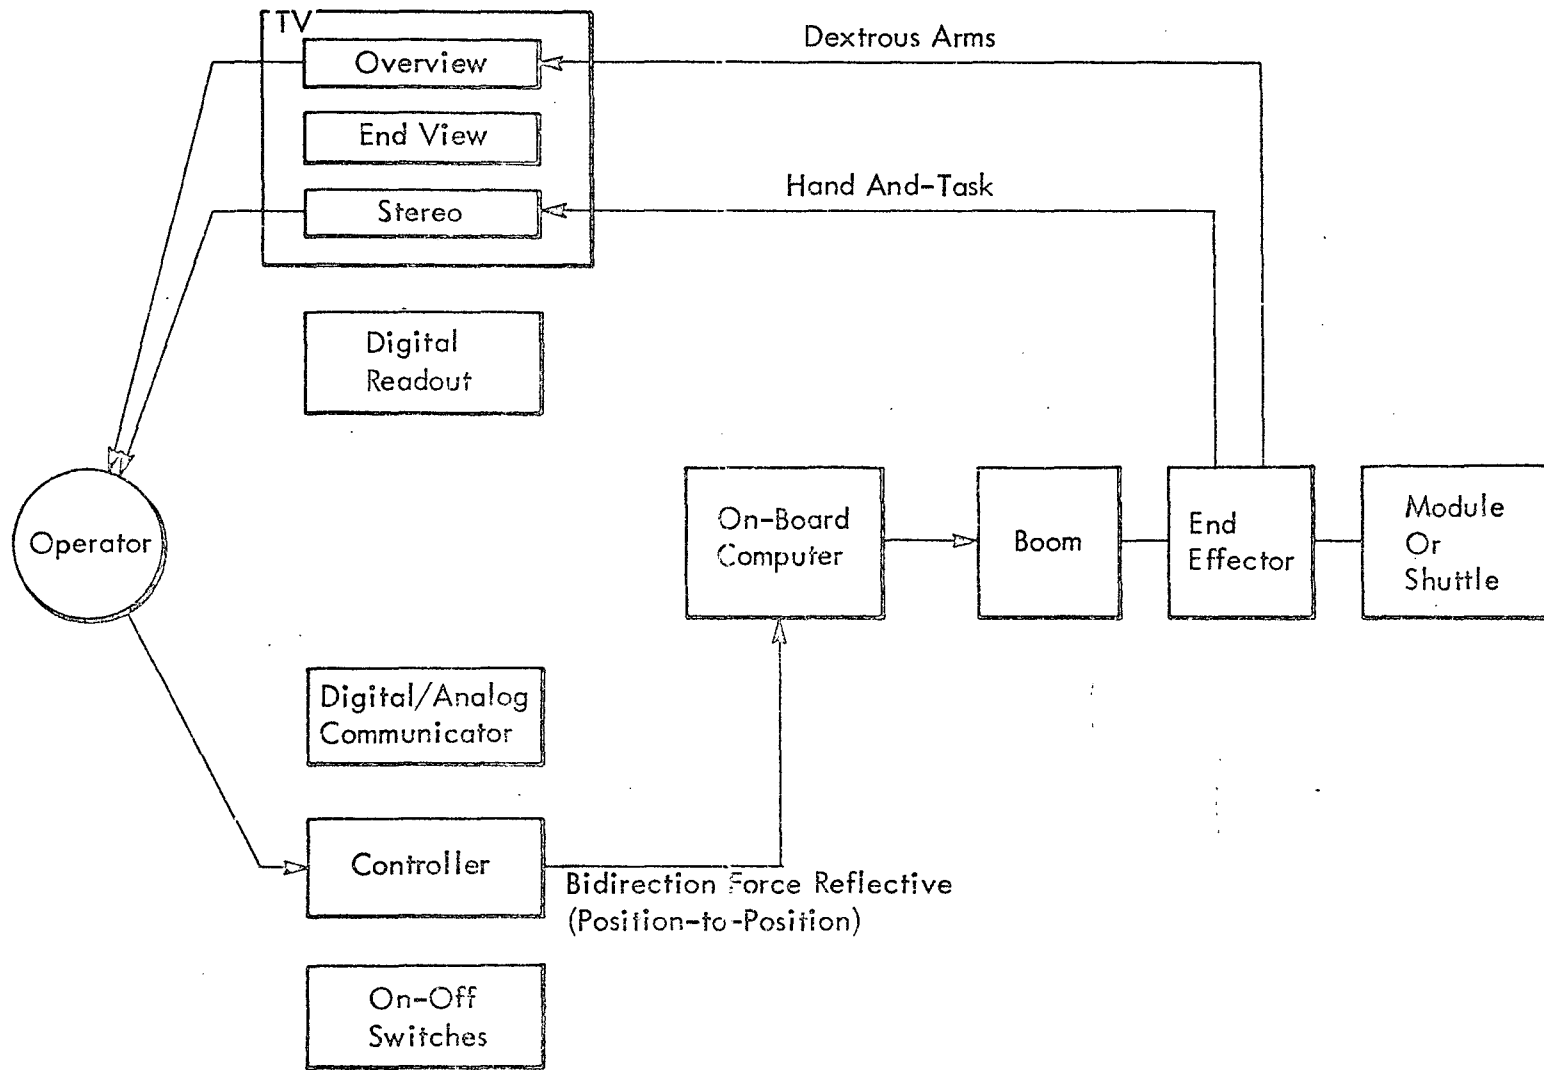 TV
Overview
Dextrous Arms
End View
Hand And-Task
Stereo
Digital
Readout
Operator
On-Board
Computer
Boom
End
Effector
Module
Or
Shuttle
Digital/Analog
Communicator
Controller
Bidirection Force Reflective
(Position-to-Position)
On-Off
Switches